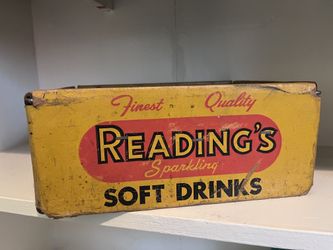 Finest Quality
READING'S
Sparkling
SOFT DRINKS